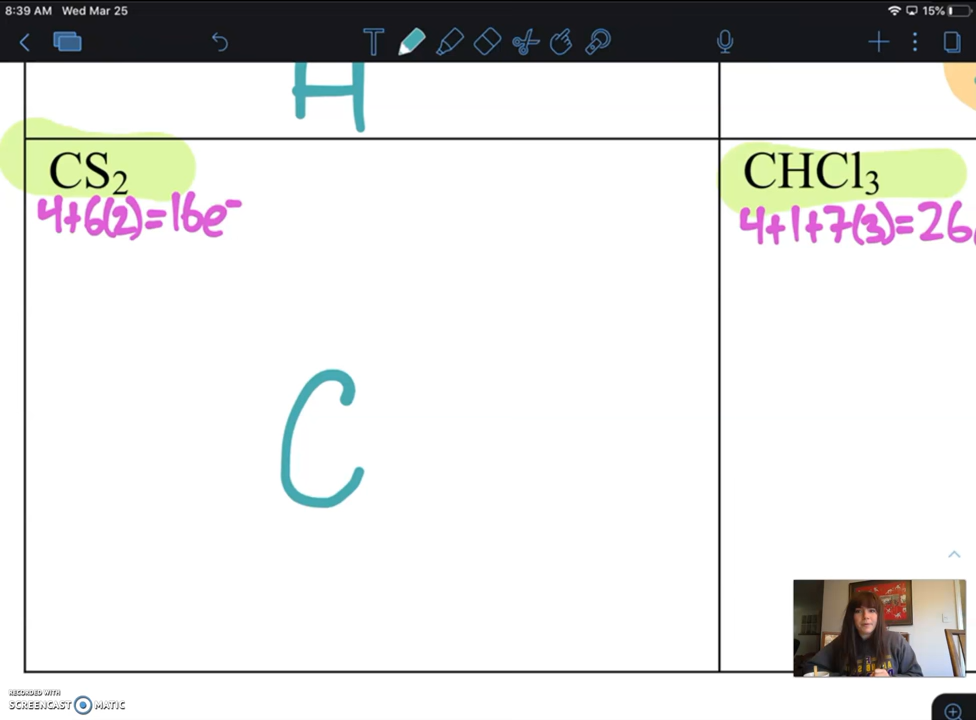 8:39 AM Wed Mar 25
15%
T
H
CS₂
4+6(2)=16e⁻
CHCl₃
4+1+7(3)=26
C
RECORDED WITH
SCREENCAST MATIC